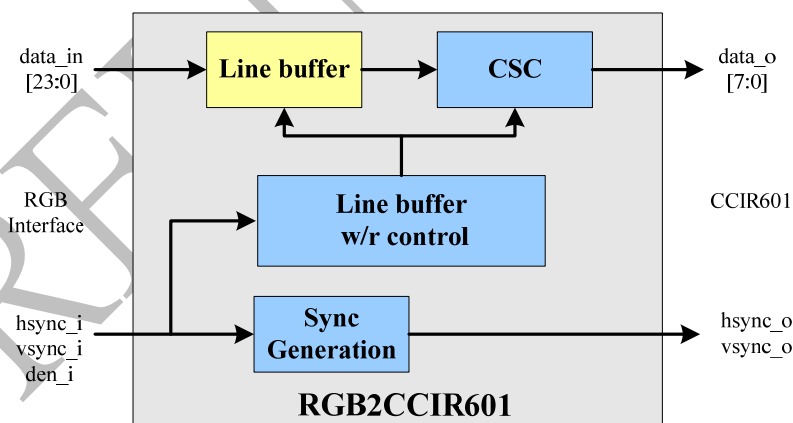 data_in
[23:0]
Line buffer
CSC
data_o
[7:0]
RGB
Interface
Line buffer
w/r control
CCIR601
hsync_i
vsync_i
den_i
Sync
Generation
hsync_o
vsync_o
RGB2CCIR601